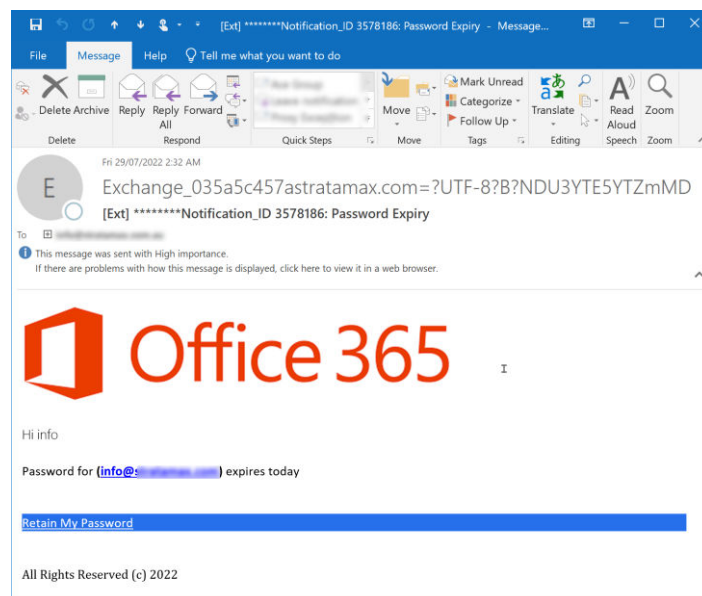 [Ext] ********Notification_ID 3578186: Password Expiry - Message...
File Message Help Tell me what you want to do
Delete Archive Reply Reply All Forward Move Mark Unread Categorize Follow Up Translate Read Aloud Zoom
Delete Respond Quick Steps Move Tags Editing Speech Zoom
Fri 29/07/2022 2:32 AM
E
Exchange_035a5c457astratamax.com=?UTF-8?B?NDU3YTE5YTZmMD
[Ext] ********Notification_ID 3578186: Password Expiry
To
This message was sent with High importance.
If there are problems with how this message is displayed, click here to view it in a web browser.
Office 365
Hi info
Password for (info@s ) expires today
Retain My Password
All Rights Reserved (c) 2022